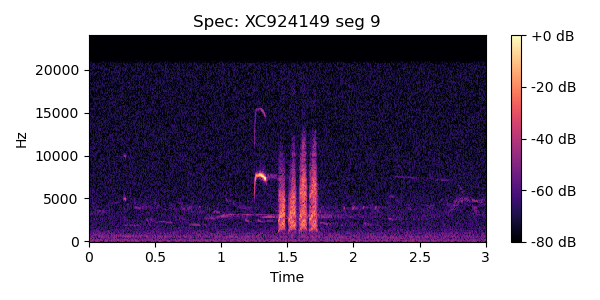 Spec: XC924149 seg 9
+0 dB
20000
-20 dB
15000
Hz
-40 dB
10000
5000
-60 dB
0
-80 dB
0 0.5 1 1.5 2 2.5 3
Time